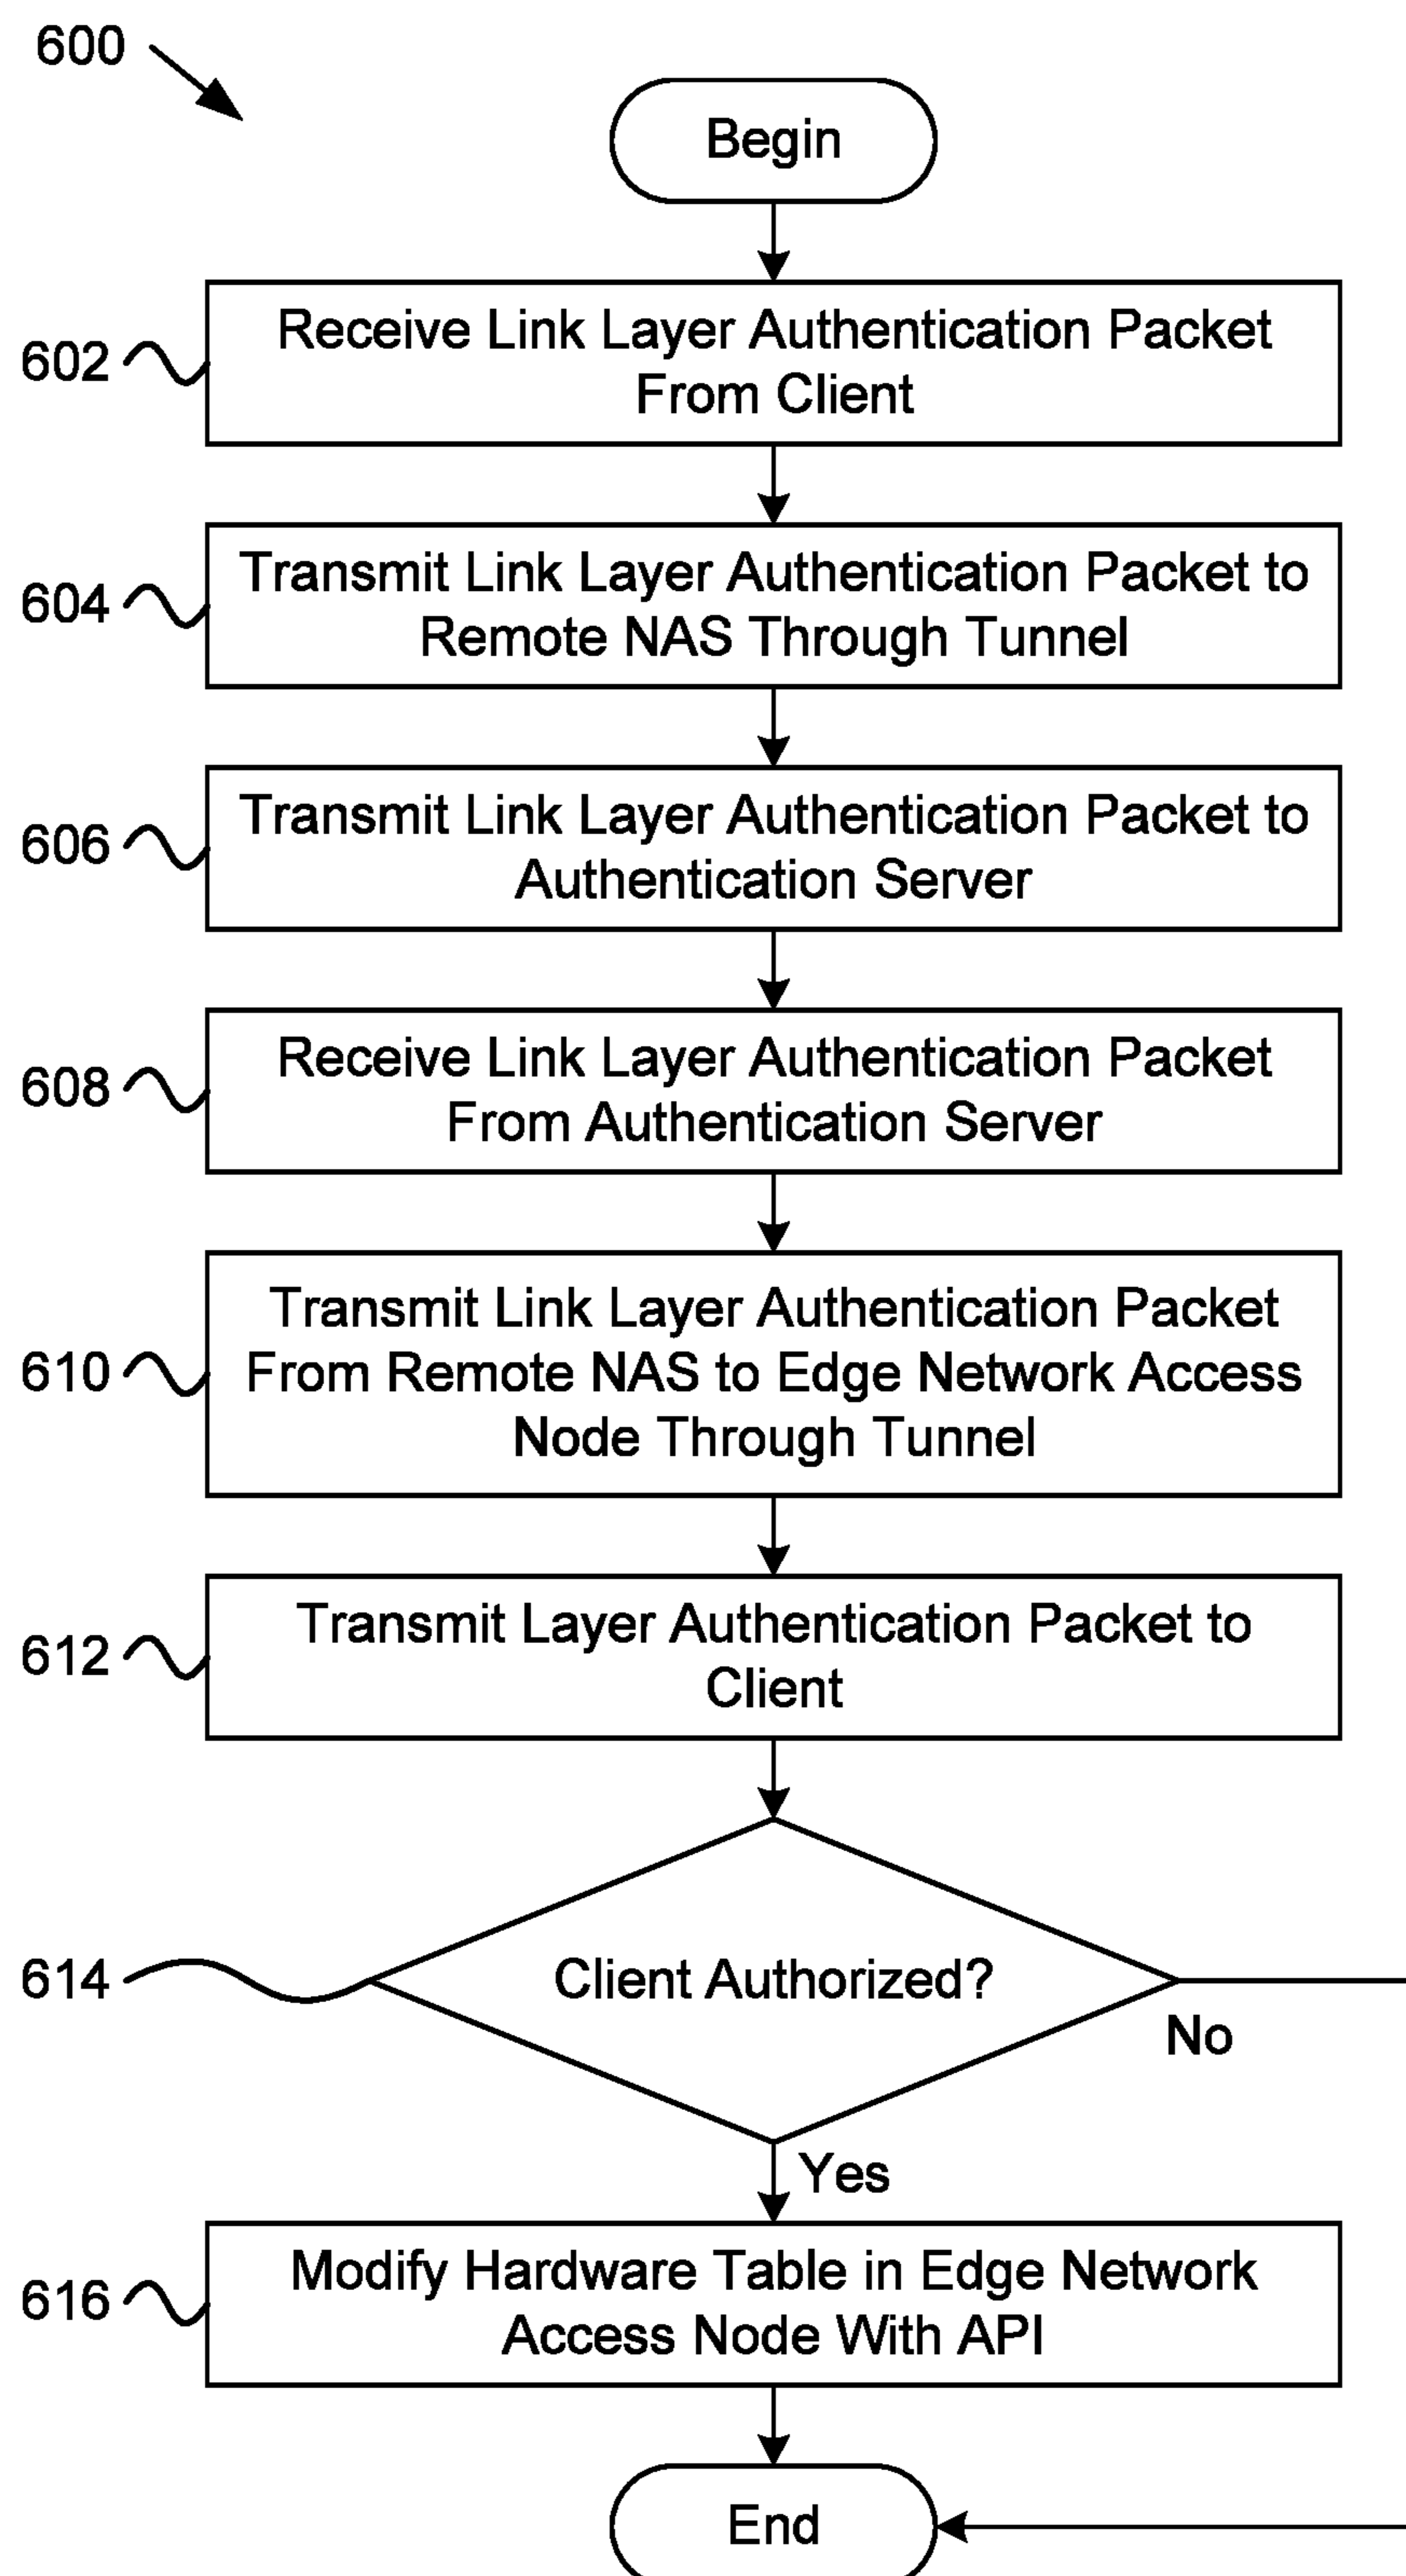 600
Begin
602
Receive Link Layer Authentication Packet
From Client
604
Transmit Link Layer Authentication Packet to
Remote NAS Through Tunnel
606
Transmit Link Layer Authentication Packet to
Authentication Server
608
Receive Link Layer Authentication Packet
From Authentication Server
610
Transmit Link Layer Authentication Packet
From Remote NAS to Edge Network Access
Node Through Tunnel
612
Transmit Layer Authentication Packet to
Client
614
Client Authorized?
No
Yes
616
Modify Hardware Table in Edge Network
Access Node With API
End